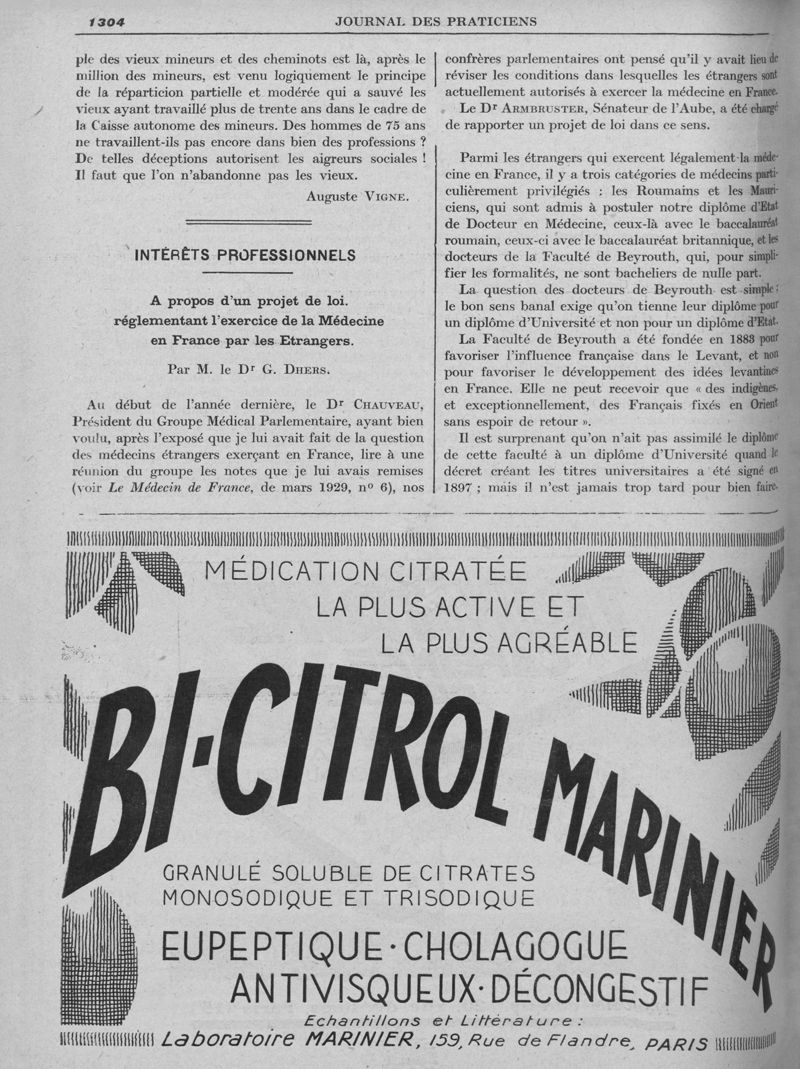 1304
JOURNAL DES PRATICIENS
ple des vieux mineurs et des cheminots est là, après le
million des mineurs, est venu logiquement le principe
de la réparticion partielle et modérée qui a sauvé les
vieux ayant travaillé plus de trente ans dans le cadre de
la Caisse autonome des mineurs. Des hommes de 75 ans
ne travaillent-ils pas encore dans bien des professions ?
De telles déceptions autorisent les aigreurs sociales !
Il faut que l'on n'abandonne pas les vieux.
Auguste VIGNE.
INTÉRÊTS PROFESSIONNELS
A propos d'un projet de loi.
réglementant l'exercice de la Médecine
en France par les Etrangers.
Par M. le Dr G. DHERS.
Au début de l'année dernière, le Dr CHAUVEAU,
Président du Groupe Médical Parlementaire, ayant bien
voulu, après l'exposé que je lui avait fait de la question
des médecins étrangers exerçant en France, lire à une
réunion du groupe les notes que je lui avais remises
(voir Le Médecin de France, de mars 1929, no 6), nos
confrères parlementaires ont pensé qu'il y avait lieu de
réviser les conditions dans lesquelles les étrangers sont
actuellement autorisés à exercer la médecine en France.
Le Dr ARMBRUSTER, Sénateur de l'Aube, a été chargé
de rapporter un projet de loi dans ce sens.
Parmi les étrangers qui exercent légalement la méde-
cine en France, il y a trois catégories de médecins parti-
culièrement privilégiés : les Roumains et les Mauri-
ciens, qui sont admis à postuler notre diplôme d'Etat
de Docteur en Médecine, ceux-là avec le baccalauréat
roumain, ceux-ci avec le baccalauréat britannique, et les
docteurs de la Faculté de Beyrouth, qui, pour simpli-
fier les formalités, ne sont bacheliers de nulle part.
La question des docteurs de Beyrouth est simple :
le bon sens banal exige qu'on tienne leur diplôme pour
un diplôme d'Université et non pour un diplôme d'Etat.
La Faculté de Beyrouth a été fondée en 1883 pour
favoriser l'influence française dans le Levant, et non
pour favoriser le développement des idées levantines
en France. Elle ne peut recevoir que « des indigènes,
et exceptionnellement, des Français fixés en Orient
sans espoir de retour ».
Il est surprenant qu'on n'ait pas assimilé le diplôme
de cette faculté à un diplôme d'Université quand le
décret créant les titres universitaires a été signé en
1897 ; mais il n'est jamais trop tard pour bien faire.
MÉDICATION CITRATÉE
LA PLUS ACTIVE ET
LA PLUS AGRÉABLE
BI-CITROL MARINIER
GRANULÉ SOLUBLE DE CITRATES
MONOSODIQUE ET TRISODIQUE
EUPEPTIQUE · CHOLAGOGUE
ANTIVISQUEUX · DÉCONGESTIF
Echantillons et Littérature :
Laboratoire MARINIER, 159, Rue de Flandre, PARIS